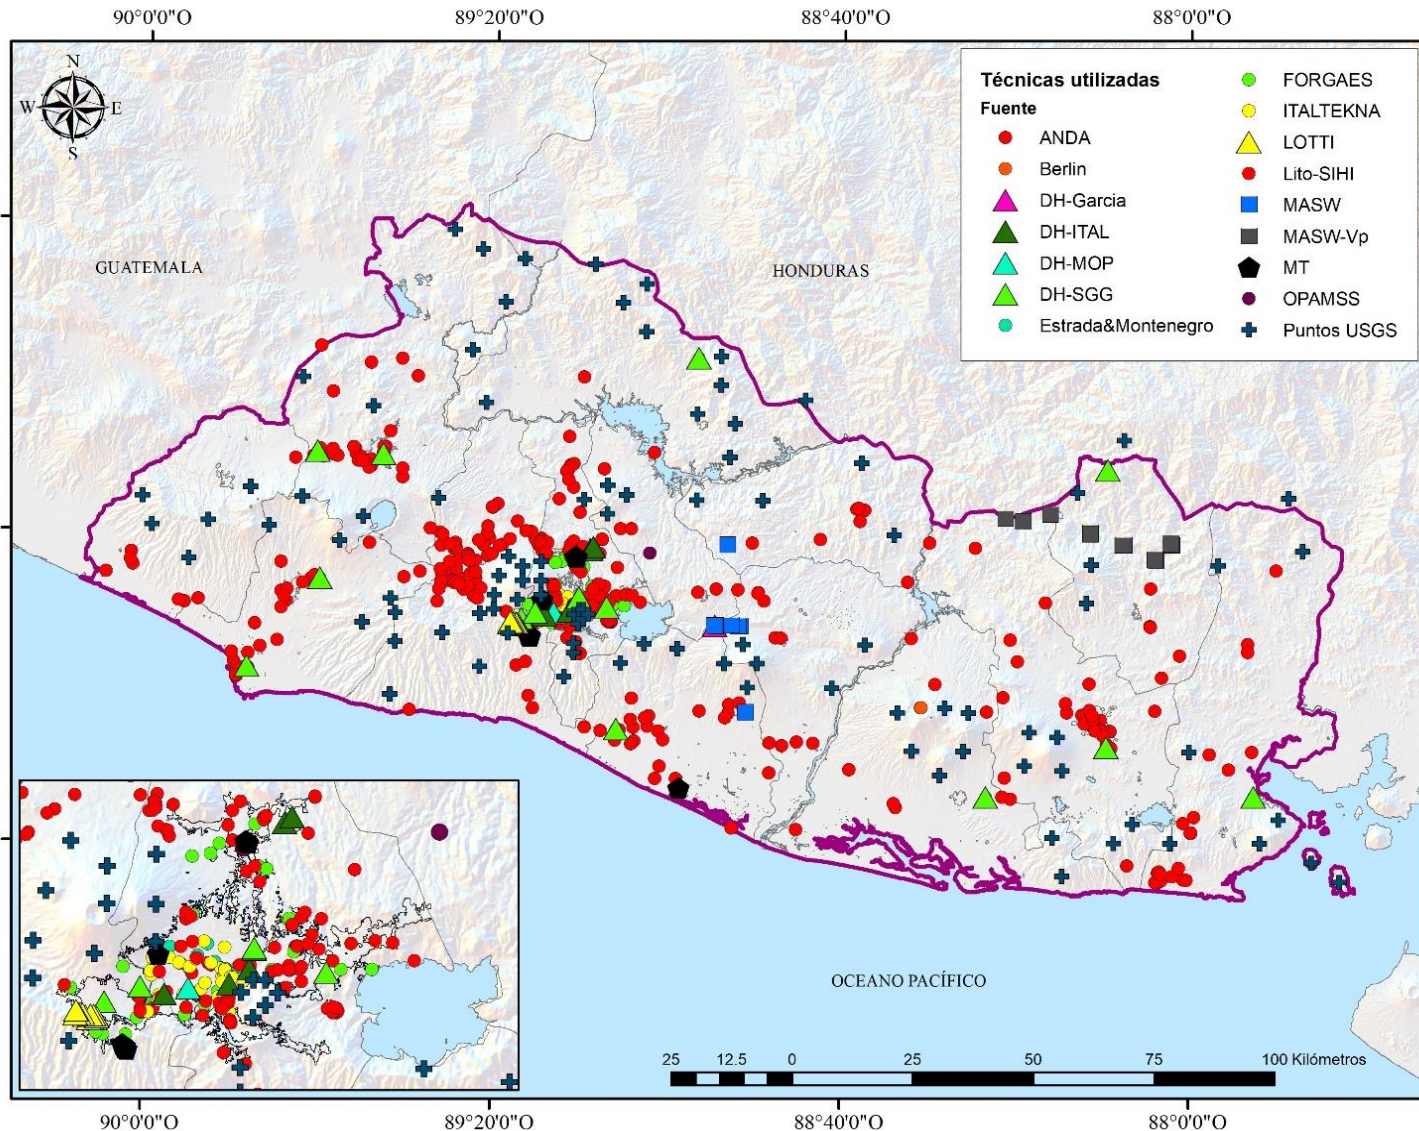 90°0'0"O 89°20'0"O 88°40'0"O 88°0'0"O
N
W E
S
Técnicas utilizadas
Fuente
ANDA
Berlin
DH-Garcia
DH-ITAL
DH-MOP
DH-SGG
Estrada&Montenegro
FORGAES
ITALTEKNA
LOTTI
Lito-SIHI
MASW
MASW-Vp
MT
OPAMSS
Puntos USGS
GUATEMALA
HONDURAS
OCEANO PACÍFICO
25 12.5 0 25 50 75 100 Kilómetros
90°0'0"O 89°20'0"O 88°40'0"O 88°0'0"O